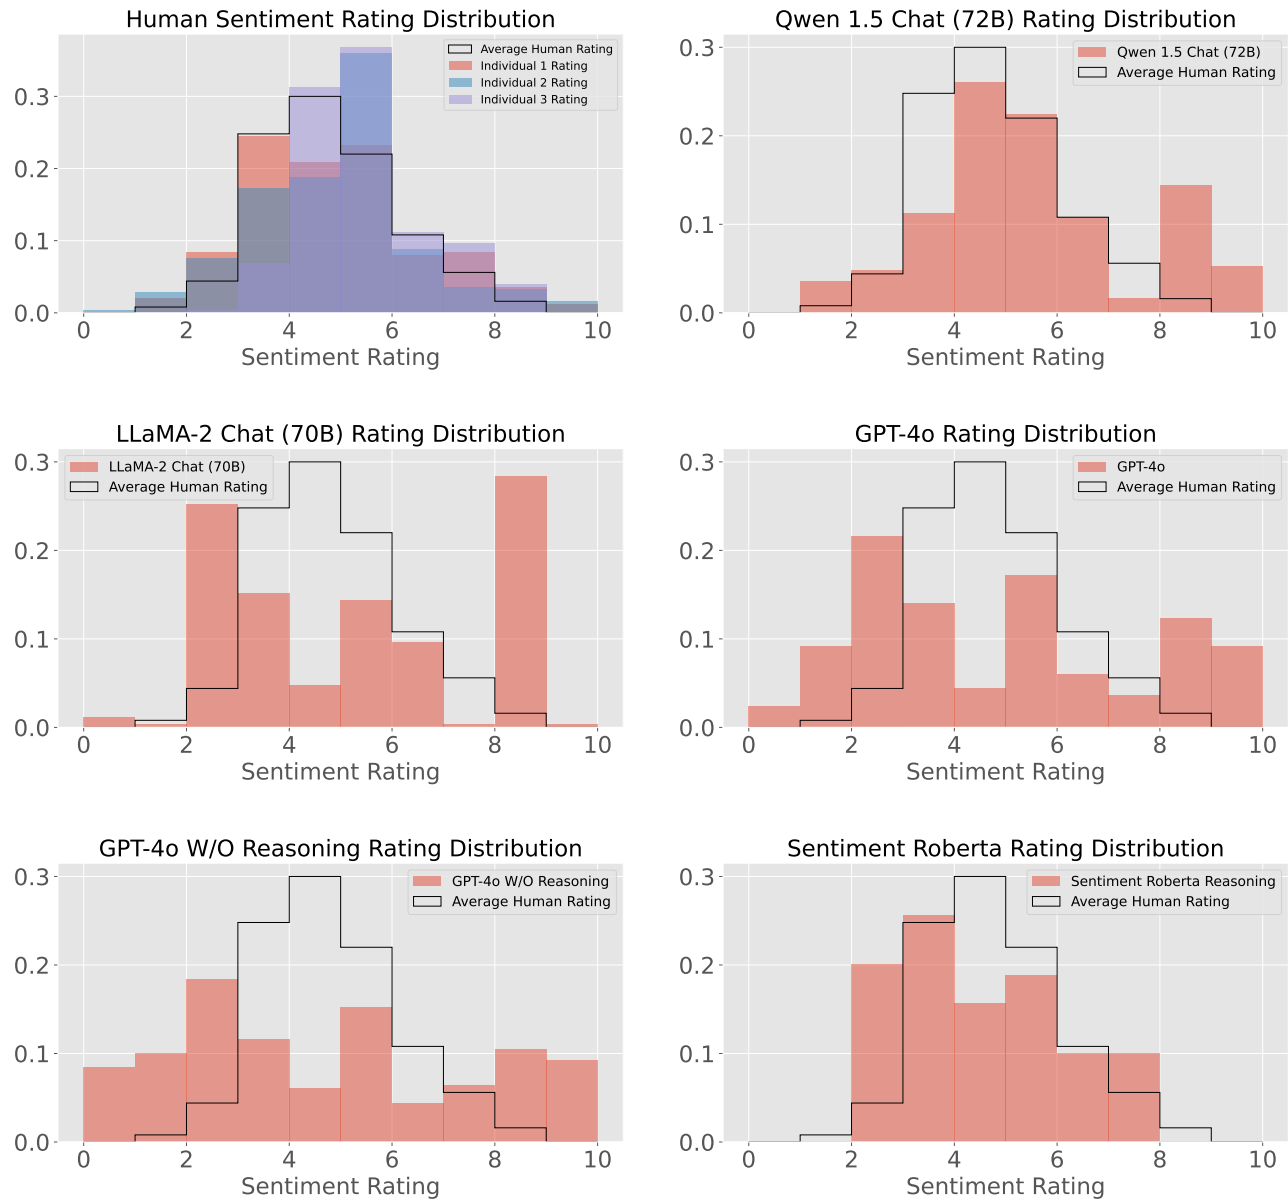 Human Sentiment Rating Distribution
Average Human Rating
Individual 1 Rating
Individual 2 Rating
Individual 3 Rating
0.3
0.2
0.1
0.0
0 2 4 6 8 10
Sentiment Rating
Qwen 1.5 Chat (72B) Rating Distribution
Qwen 1.5 Chat (72B)
Average Human Rating
0.3
0.2
0.1
0.0
0 2 4 6 8 10
Sentiment Rating
LLaMA-2 Chat (70B) Rating Distribution
LLaMA-2 Chat (70B)
Average Human Rating
0.3
0.2
0.1
0.0
0 2 4 6 8 10
Sentiment Rating
GPT-4o Rating Distribution
GPT-4o
Average Human Rating
0.3
0.2
0.1
0.0
0 2 4 6 8 10
Sentiment Rating
GPT-4o W/O Reasoning Rating Distribution
GPT-4o W/O Reasoning
Average Human Rating
0.3
0.2
0.1
0.0
0 2 4 6 8 10
Sentiment Rating
Sentiment Roberta Rating Distribution
Sentiment Roberta Reasoning
Average Human Rating
0.3
0.2
0.1
0.0
0 2 4 6 8 10
Sentiment Rating